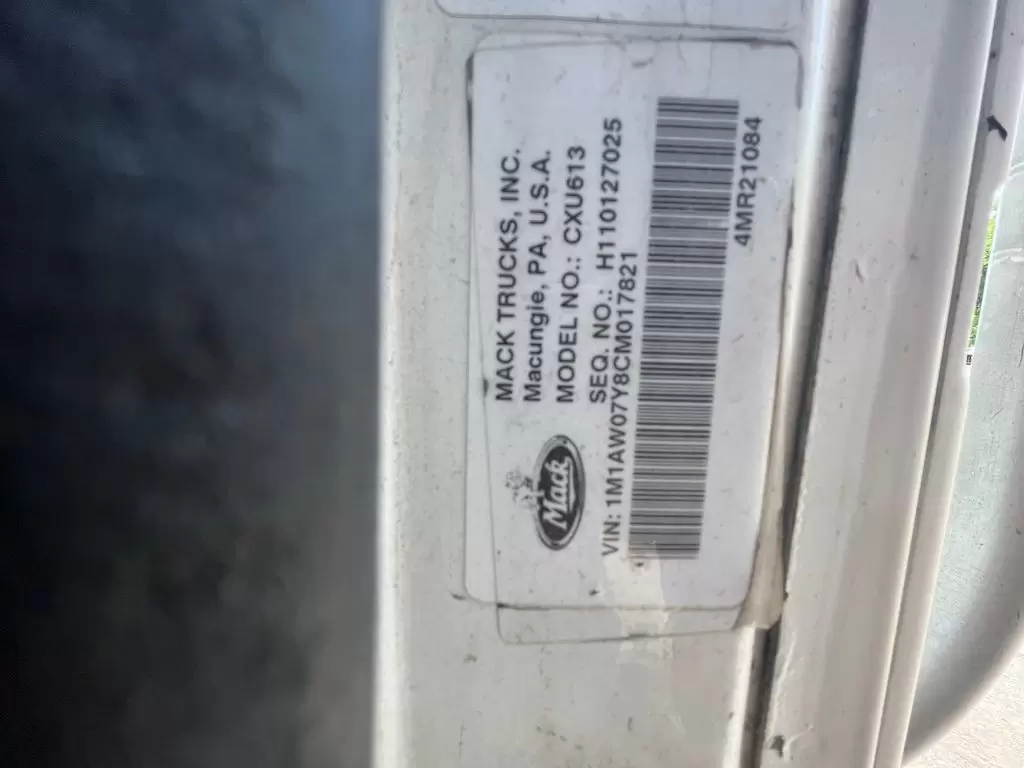 MACK TRUCKS, INC.
Macungie, PA, U.S.A.
MODEL NO.: CXU613
SEQ. NO.: H110127025
Mack
VIN: 1M1AW07Y8CM017821
4MR21084